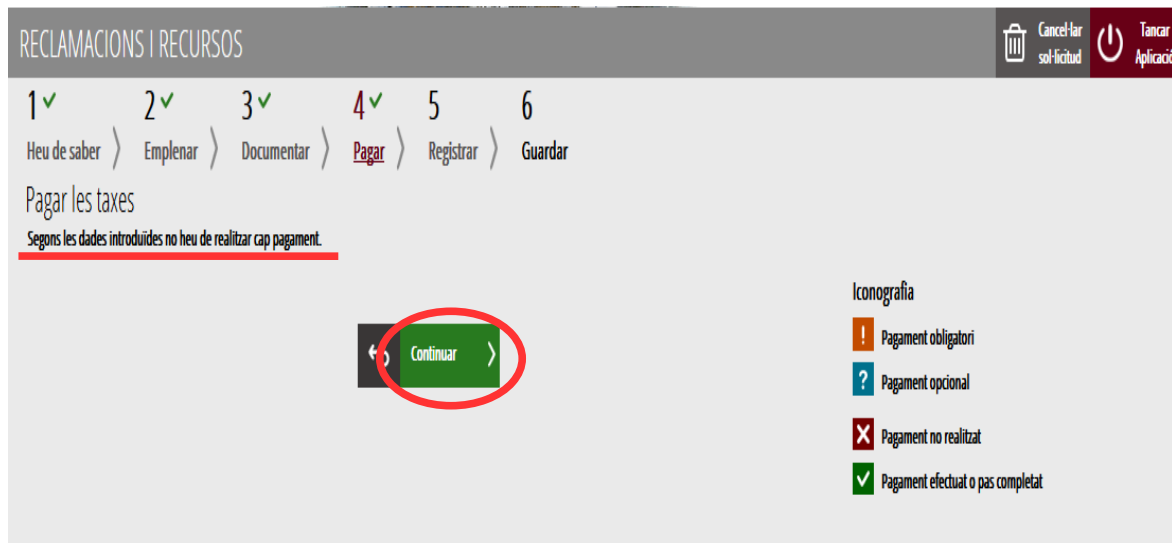 RECLAMACIONS I RECURSOS
Cancel·lar
sol·licitud
Tancar
Aplicació
1 2 3 4 5 6
Heu de saber Emplenar Documentar Pagar Registrar Guardar
Pagar les taxes
Segons les dades introduïdes no heu de realitzar cap pagament.
Continuar
Iconografia
! Pagament obligatori
? Pagament opcional
Pagament no realitzat
Pagament efectuat o pas completat